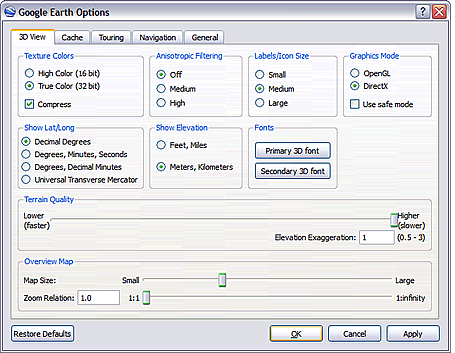 Google Earth Options
3D View Cache Touring Navigation General
Texture Colors
High Color (16 bit)
True Color (32 bit)
Compress
Anisotropic Filtering
Off
Medium
High
Labels/Icon Size
Small
Medium
Large
Graphics Mode
OpenGL
DirectX
Use safe mode
Show Lat/Long
Decimal Degrees
Degrees, Minutes, Seconds
Degrees, Decimal Minutes
Universal Transverse Mercator
Show Elevation
Feet, Miles
Meters, Kilometers
Fonts
Primary 3D font
Secondary 3D font
Terrain Quality
Lower
(faster)
Higher
(slower)
Elevation Exaggeration: 1 (0.5 - 3)
Overview Map
Map Size: Small Large
Zoom Relation: 1.0 1:1 1:infinity
Restore Defaults OK Cancel Apply